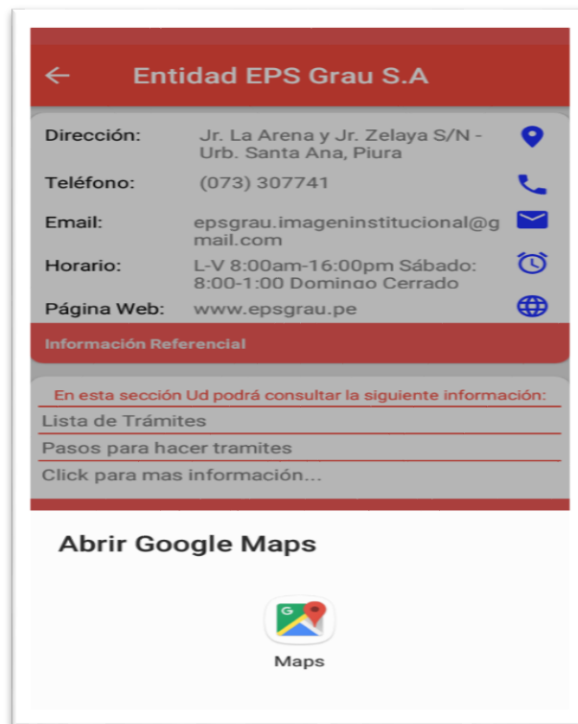 Entidad EPS Grau S.A
Dirección: Jr. La Arena y Jr. Zelaya S/N -
Urb. Santa Ana, Piura
Teléfono: (073) 307741
Email: epsgrau.imageninstitucional@g
mail.com
Horario: L-V 8:00am-16:00pm Sábado:
8:00-1:00 Domingo Cerrado
Página Web: www.epsgrau.pe
Información Referencial
En esta sección Ud podrá consultar la siguiente información:
Lista de Trámites
Pasos para hacer tramites
Click para mas información...
Abrir Google Maps
G
Maps